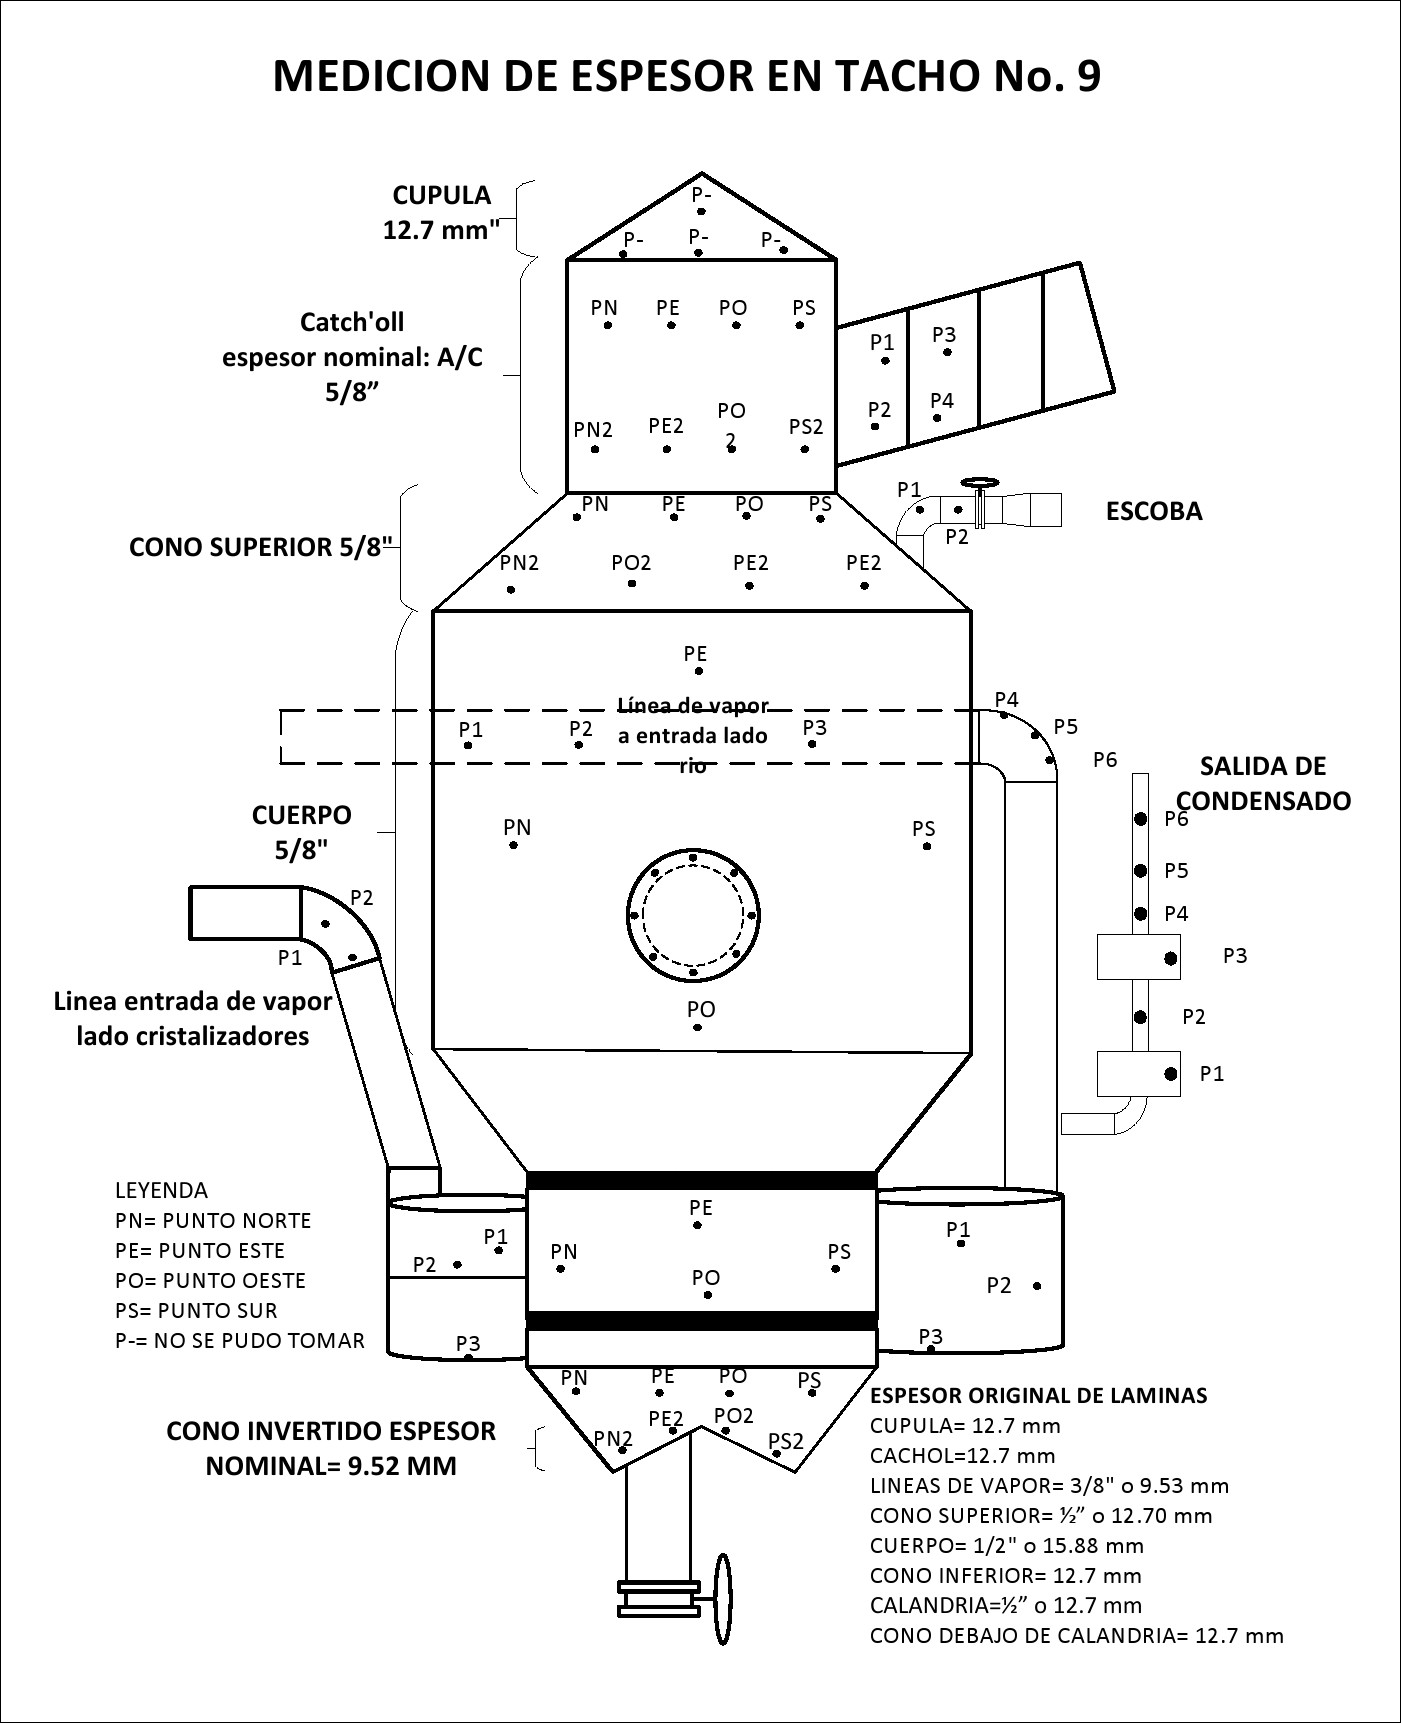 MEDICION DE ESPESOR EN TACHO No. 9
CUPULA
12.7 mm"
P-
P-
P-
P-
Catch'oll
espesor nominal: A/C
5/8”
PN
PE
PO
PS
PN2
PE2
PO
2
PS2
P1
P3
P2
P4
CONO SUPERIOR 5/8"
PN
PE
PO
PS
PN2
PO2
PE2
PE2
P1
P2
ESCOBA
CUERPO
5/8"
PE
Línea de vapor
a entrada lado
rio
P1
P2
P3
P4
P5
P6
PN
PS
PO
SALIDA DE
CONDENSADO
P6
P5
P4
P3
P2
P1
P2
P1
Linea entrada de vapor
lado cristalizadores
LEYENDA
PN= PUNTO NORTE
PE= PUNTO ESTE
PO= PUNTO OESTE
PS= PUNTO SUR
P-= NO SE PUDO TOMAR
P1
P2
P3
PE
PN
PS
PO
P1
P2
P3
PN
PE
PO
PS
PN2
PE2
PO2
PS2
CONO INVERTIDO ESPESOR
NOMINAL= 9.52 MM
ESPESOR ORIGINAL DE LAMINAS
CUPULA= 12.7 mm
CACHOL=12.7 mm
LINEAS DE VAPOR= 3/8" o 9.53 mm
CONO SUPERIOR= ½” o 12.70 mm
CUERPO= 1/2" o 15.88 mm
CONO INFERIOR= 12.7 mm
CALANDRIA=½” o 12.7 mm
CONO DEBAJO DE CALANDRIA= 12.7 mm